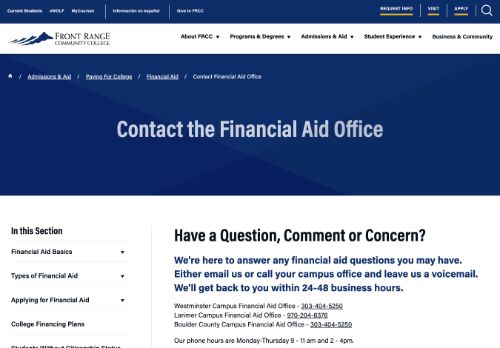 Current Students eWOLF MyCourses Información en español Give to FRCC REQUEST INFO VISIT APPLY
FRONT RANGE
COMMUNITY COLLEGE
About FRCC Programs & Degrees Admissions & Aid Student Experience Business & Community
/ Admissions & Aid / Paying For College / Financial Aid / Contact Financial Aid Office
Contact the Financial Aid Office
In this Section
Financial Aid Basics
Types of Financial Aid
Applying for Financial Aid
College Financing Plans
Students Without Citizenship Status
Have a Question, Comment or Concern?
We're here to answer any financial aid questions you may have.
Either email us or call your campus office and leave us a voicemail.
We'll get back to you within 24-48 business hours.
Westminster Campus Financial Aid Office - 303-404-5250
Larimer Campus Financial Aid Office - 970-204-8376
Boulder County Campus Financial Aid Office - 303-404-5250
Our phone hours are Monday-Thursday 9 - 11 am and 2 - 4pm.